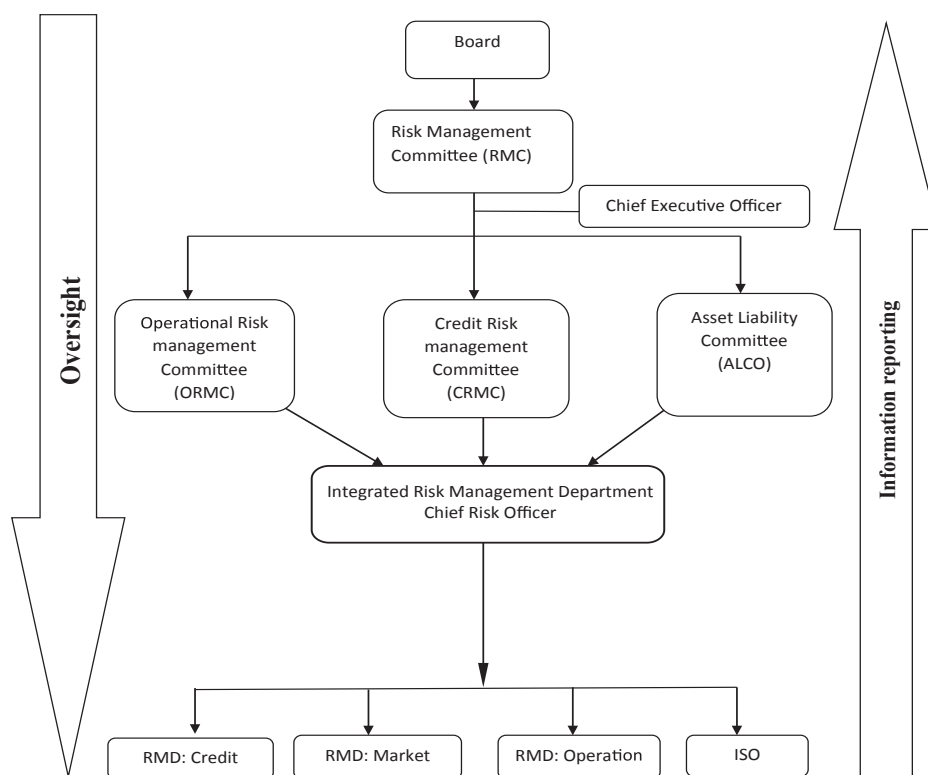 Board
Risk Management
Committee (RMC)
Chief Executive Officer
Oversight
Information reporting
Operational Risk
management
Committee
(ORMC)
Credit Risk
management
Committee
(CRMC)
Asset Liability
Committee
(ALCO)
Integrated Risk Management Department
Chief Risk Officer
RMD: Credit
RMD: Market
RMD: Operation
ISO